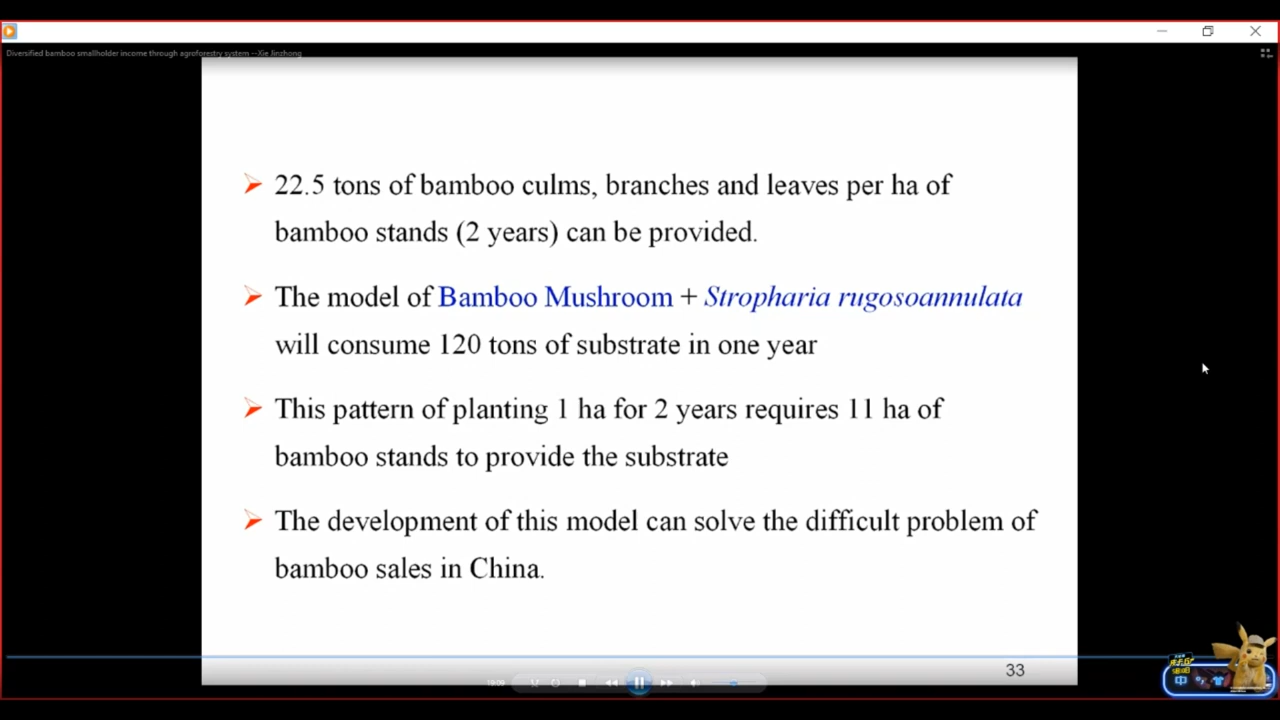 Diversified bamboo smallholder income through agroforestry system --Xie Jinzhong
22.5 tons of bamboo culms, branches and leaves per ha of
bamboo stands (2 years) can be provided.
The model of Bamboo Mushroom + Stropharia rugosoannulata
will consume 120 tons of substrate in one year
This pattern of planting 1 ha for 2 years requires 11 ha of
bamboo stands to provide the substrate
The development of this model can solve the difficult problem of
bamboo sales in China.
33
19:09
中